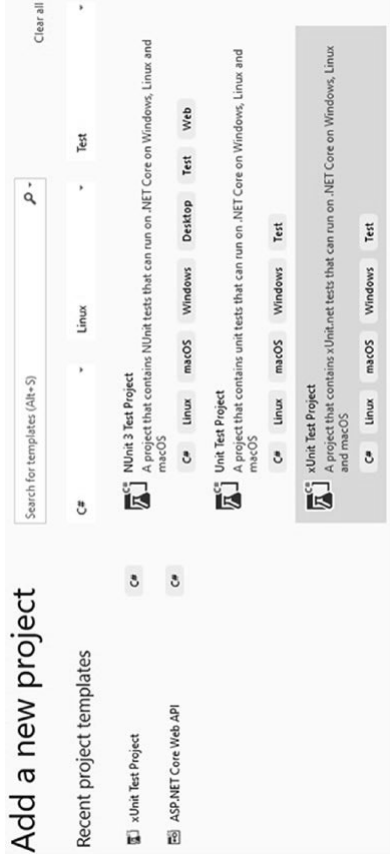 Add a new project
Recent project templates
xUnit Test Project C#
ASP.NET Core Web API C#
Search for templates (Alt+S)
Clear all
C# Linux Test
NUnit 3 Test Project
A project that contains NUnit tests that can run on .NET Core on Windows, Linux and
macOS
C# Linux macOS Windows Desktop Test Web
Unit Test Project
A project that contains unit tests that can run on .NET Core on Windows, Linux and
macOS
C# Linux macOS Windows Test
xUnit Test Project
A project that contains xUnit.net tests that can run on .NET Core on Windows, Linux
and macOS
C# Linux macOS Windows Test